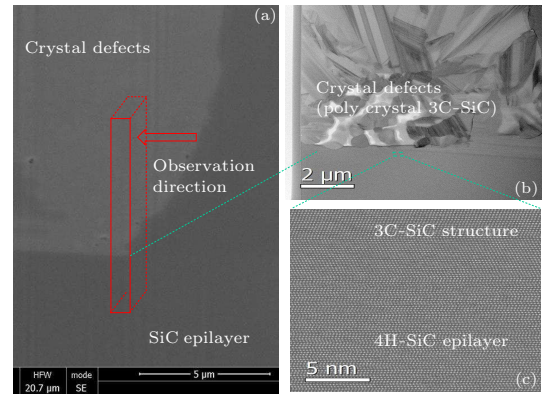 (a)
Crystal defects
Observation
direction
SiC epilayer
HFW
mode
5 µm
20.7 µm
SE
Crystal defects
(poly crystal 3C-SiC)
2 µm
(b)
3C-SiC structure
4H-SiC epilayer
5 nm
(c)